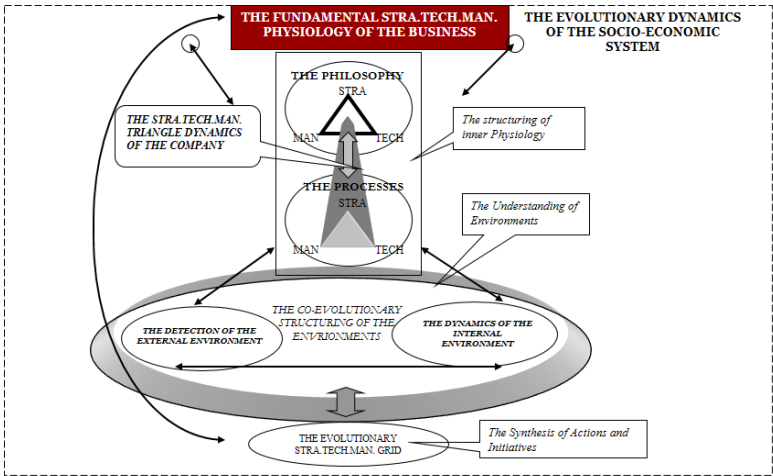 THE FUNDAMENTAL STRA.TECH.MAN.
PHYSIOLOGY OF THE BUSINESS
THE EVOLUTIONARY DYNAMICS
OF THE SOCIO-ECONOMIC
SYSTEM
THE PHILOSOPHY
STRA
MAN
TECH
THE STRA.TECH.MAN.
TRIANGLE DYNAMICS
OF THE COMPANY
The structuring of
inner Physiology
THE PROCESSES
STRA
MAN
TECH
The Understanding of
Environments
THE CO-EVOLUTIONARY
STRUCTURING OF THE
ENVRIONMENTS
THE DETECTION OF THE
EXTERNAL ENVIRONMENT
THE DYNAMICS OF THE
INTERNAL
ENVIRONMENT
THE EVOLUTIONARY
STRA.TECH.MAN. GRID
The Synthesis of Actions and
Initiatives